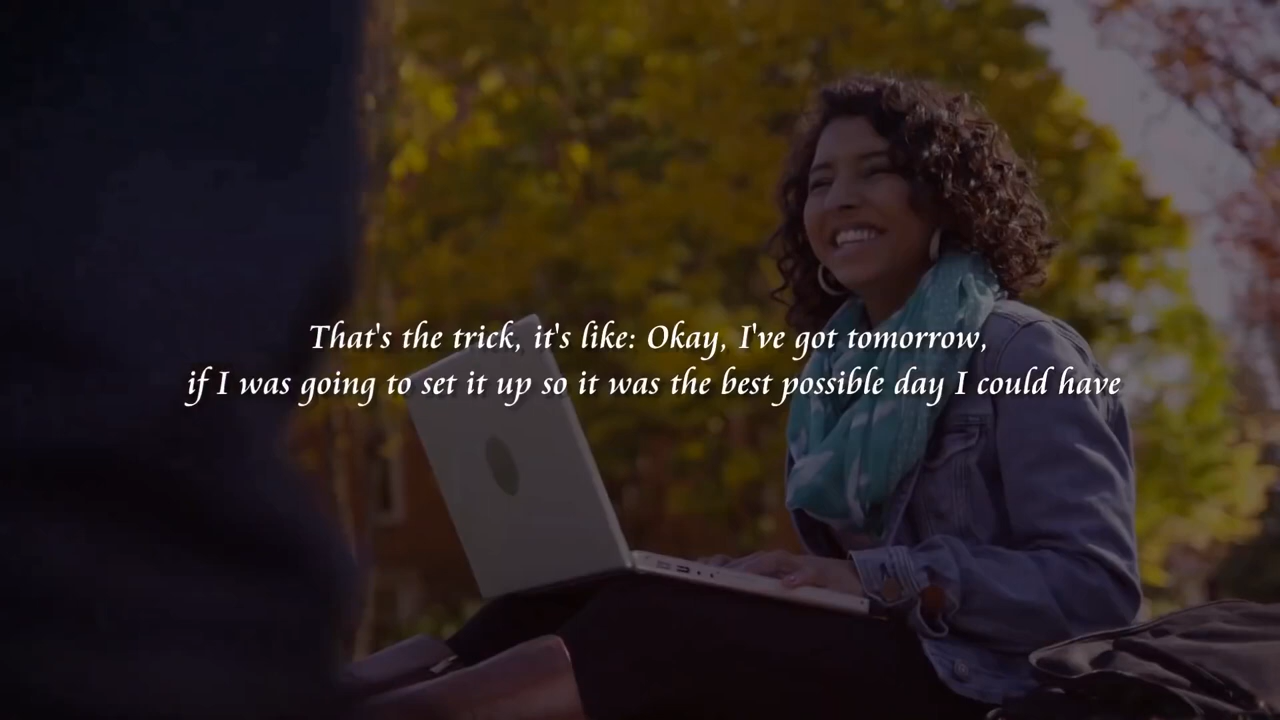 That's the trick, it's like: Okay, I've got tomorrow,
if I was going to set it up so it was the best possible day I could have